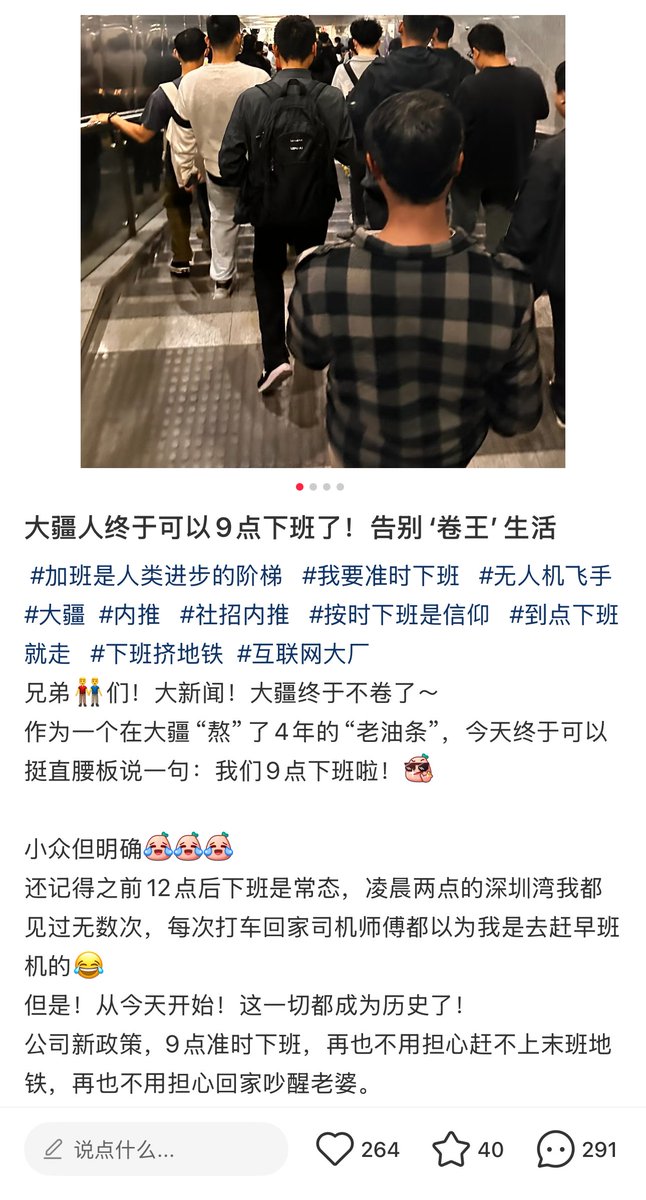 大疆人终于可以9点下班了！告别‘卷王’生活
#加班是人类进步的阶梯 #我要准时下班 #无人机飞手
#大疆 #内推 #社招内推 #按时下班是信仰 #到点下班
就走 #下班挤地铁 #互联网大厂
兄弟👬们！大新闻！大疆终于不卷了～
作为一个在大疆“熬”了4年的“老油条”，今天终于可以
挺直腰板说一句：我们9点下班啦！
小众但明确
还记得之前12点后下班是常态，凌晨两点的深圳湾我都
见过无数次，每次打车回家司机师傅都以为我是去赶早班
机的😂
但是！从今天开始！这一切都成为历史了！
公司新政策，9点准时下班，再也不用担心赶不上末班地
铁，再也不用担心回家吵醒老婆。
说点什么... 264 40 291